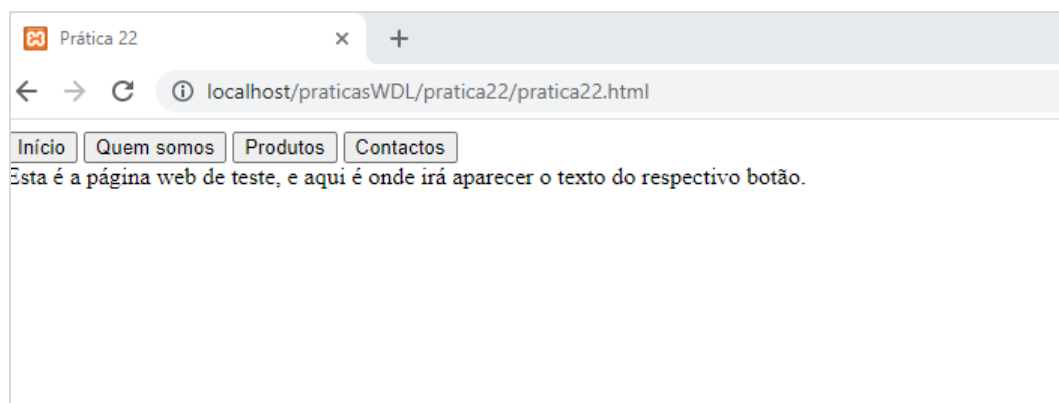 Prática 22
localhost/praticasWDL/pratica22/pratica22.html
Início Quem somos Produtos Contactos
Esta é a página web de teste, e aqui é onde irá aparecer o texto do respectivo botão.